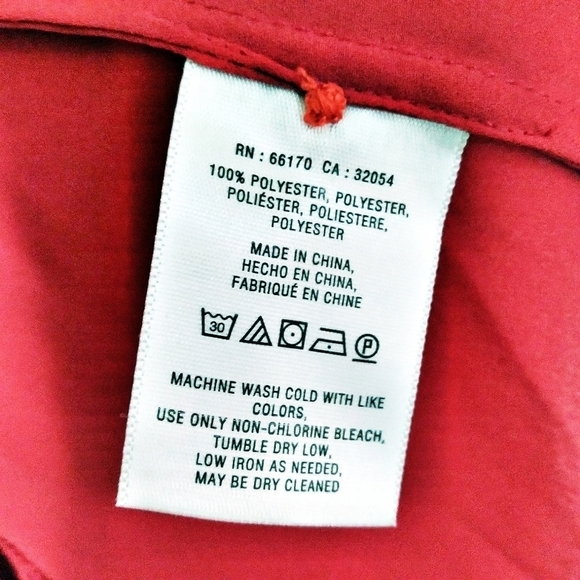 RN : 66170 CA : 32054
100% POLYESTER, POLYESTER,
POLIÉSTER, POLIESTERE,
POLYESTER
MADE IN CHINA,
HECHO EN CHINA,
FABRIQUÉ EN CHINE
30 P
MACHINE WASH COLD WITH LIKE
COLORS,
USE ONLY NON-CHLORINE BLEACH,
TUMBLE DRY LOW,
LOW IRON AS NEEDED,
MAY BE DRY CLEANED